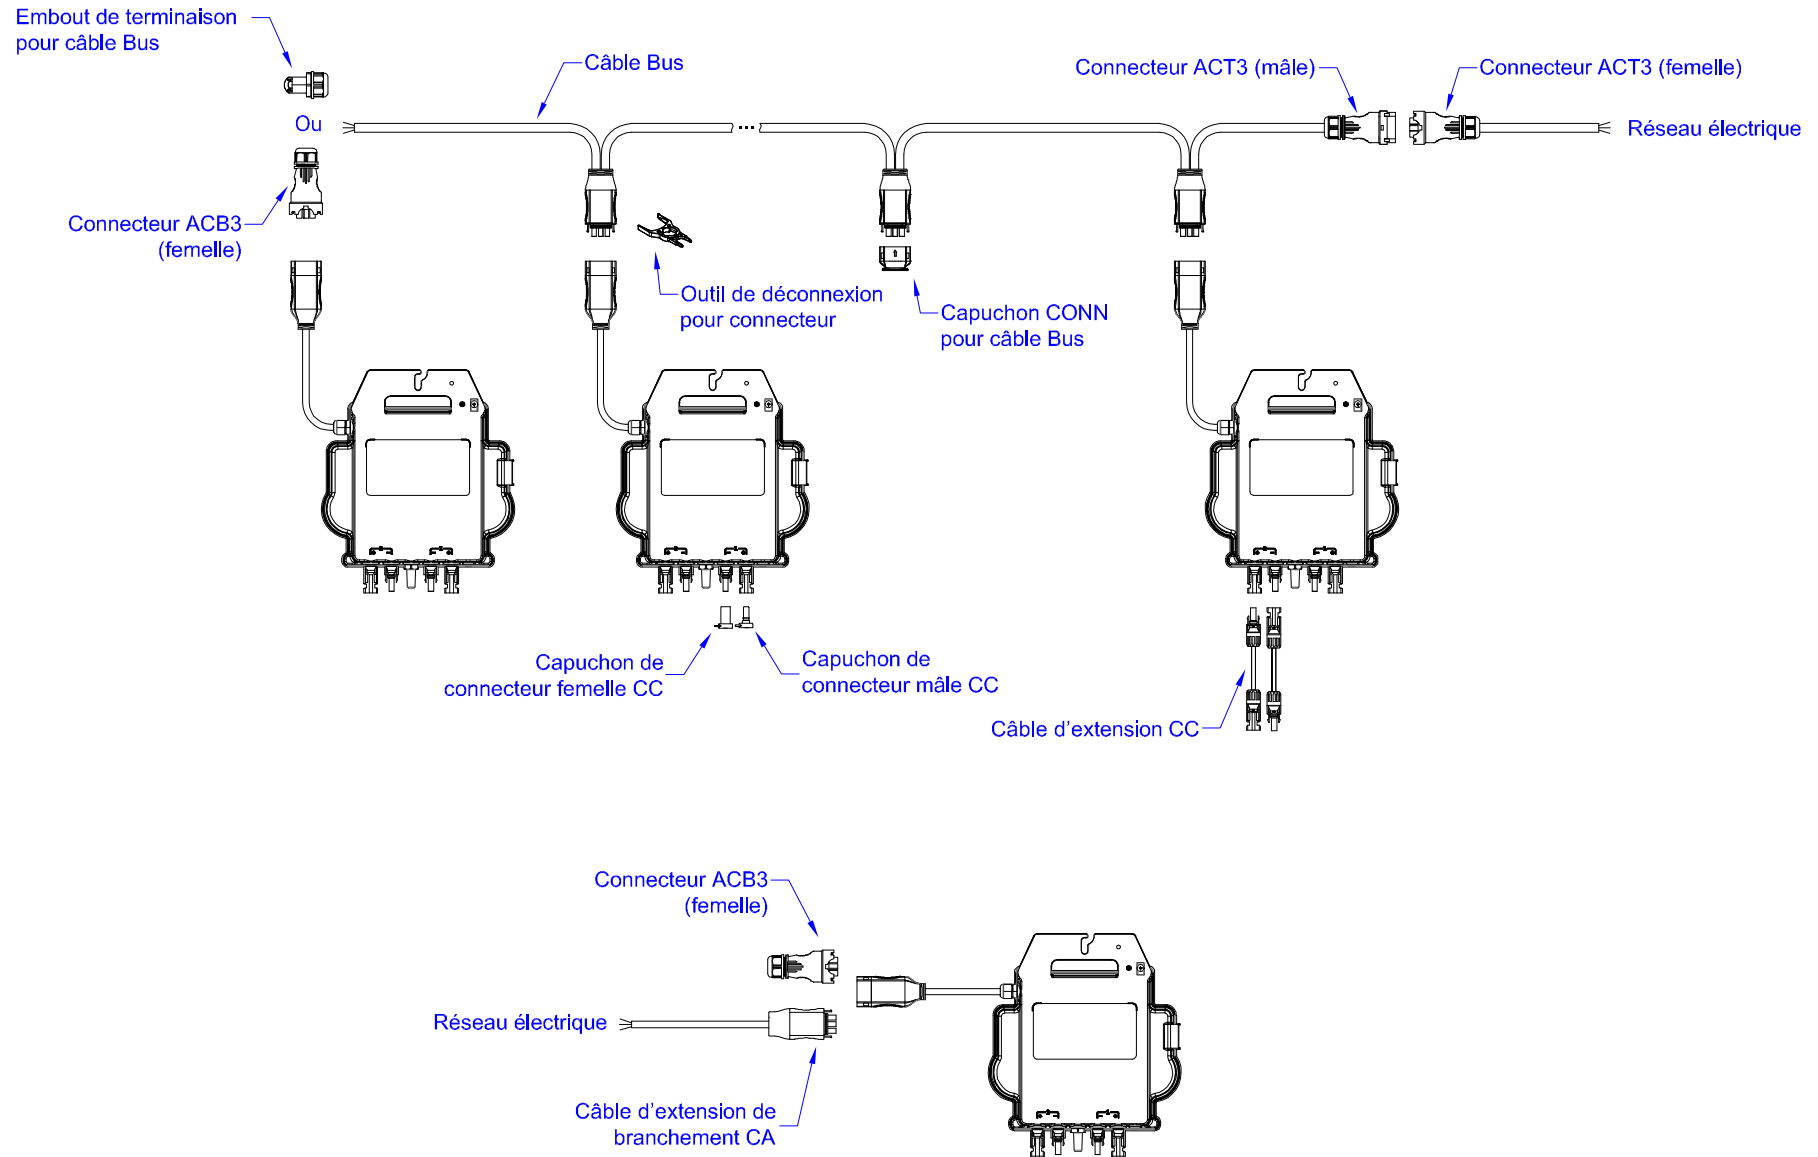 Embout de terminaison
pour câble Bus
Câble Bus
Connecteur ACT3 (mâle)
Connecteur ACT3 (femelle)
Ou
Réseau électrique
Connecteur ACB3
(femelle)
Outil de déconnexion
pour connecteur
Capuchon CONN
pour câble Bus
Capuchon de
connecteur femelle CC
Capuchon de
connecteur mâle CC
Câble d'extension CC
Connecteur ACB3
(femelle)
Réseau électrique
Câble d'extension de
branchement CA